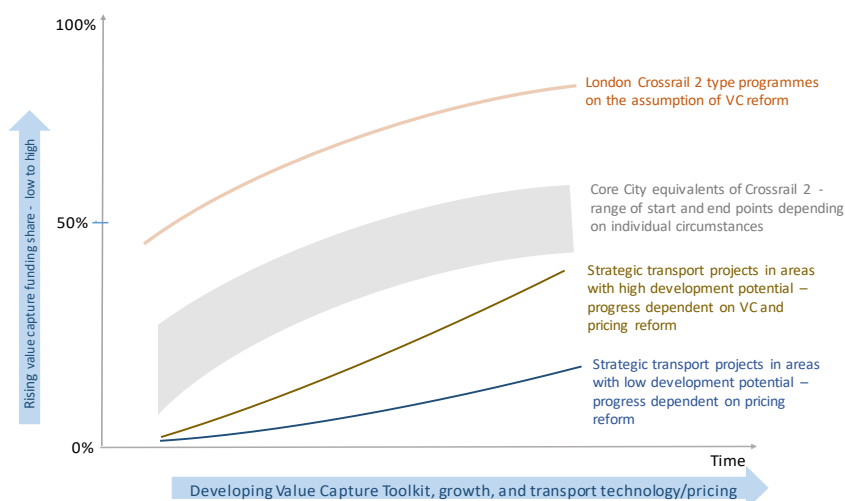 100%
London Crossrail 2 type programmes
on the assumption of VC reform
Rising value capture funding share - low to high
Core City equivalents of Crossrail 2 -
range of start and end points depending
on individual circumstances
50%
Strategic transport projects in areas
with high development potential –
progress dependent on VC and
pricing reform
Strategic transport projects in areas
with low development potential –
progress dependent on pricing
reform
0%
Time
Developing Value Capture Toolkit, growth, and transport technology/pricing